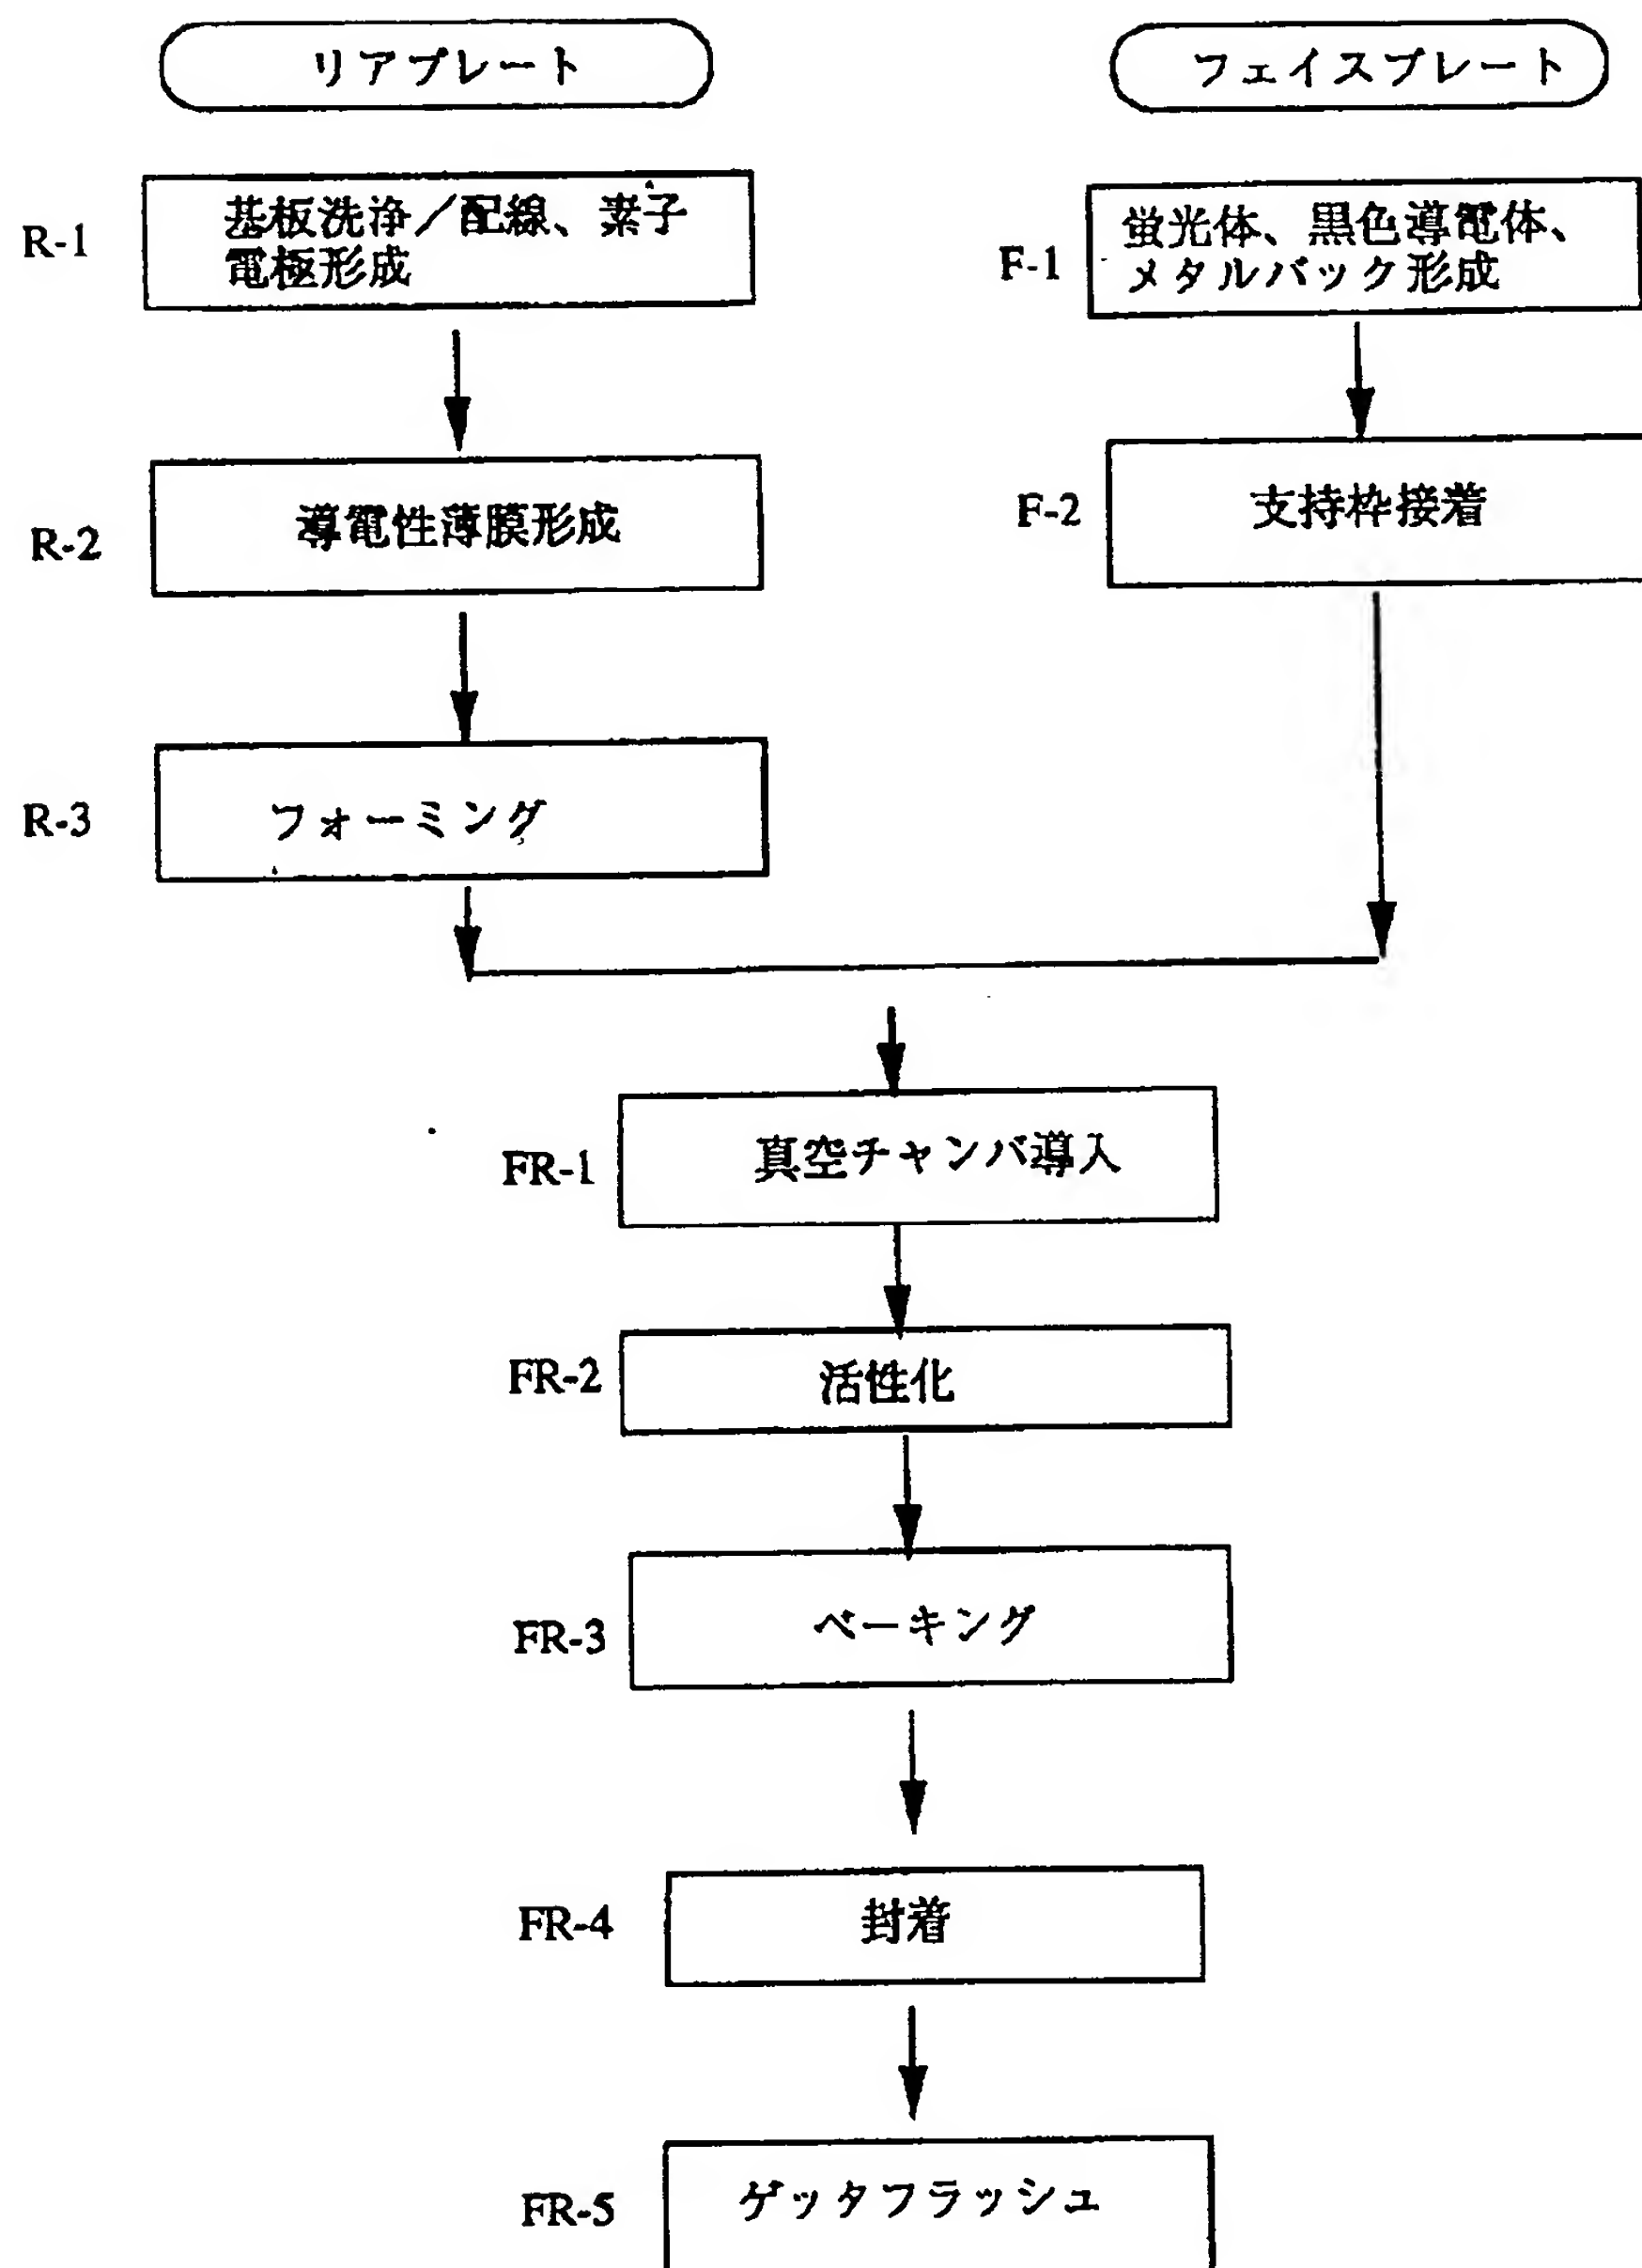 リアプレート
フェイスプレート
R-1
基板洗浄／配線、素子
電極形成
F-1
蛍光体、黒色導電体、
メタルバック形成
R-2
導電性薄膜形成
F-2
支持枠接着
R-3
フォーミング
FR-1
真空チャンバ導入
FR-2
活性化
FR-3
ベーキング
FR-4
封着
FR-5
ゲッタフラッシュ